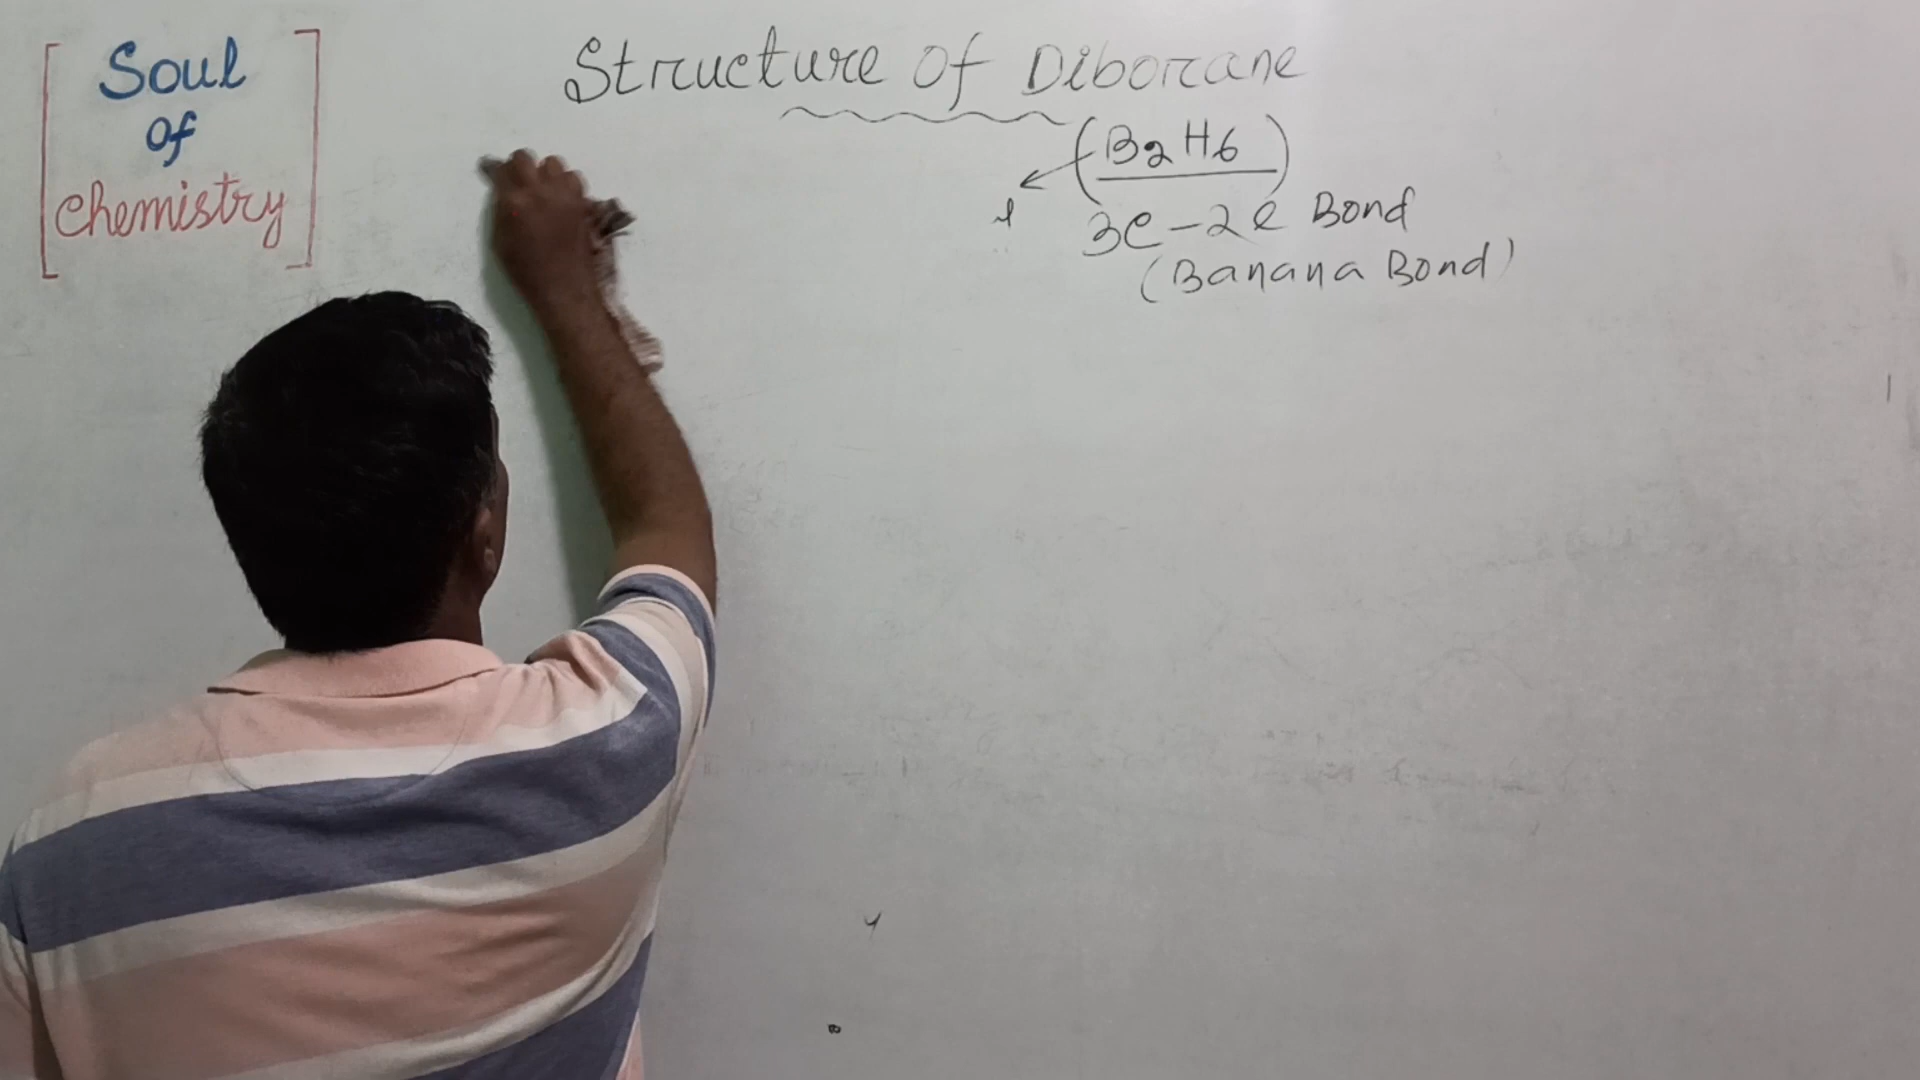 Soul
of
chemistry
Structure of Diborane
(B2H6)
3C-2e Bond
(Banana Bond)